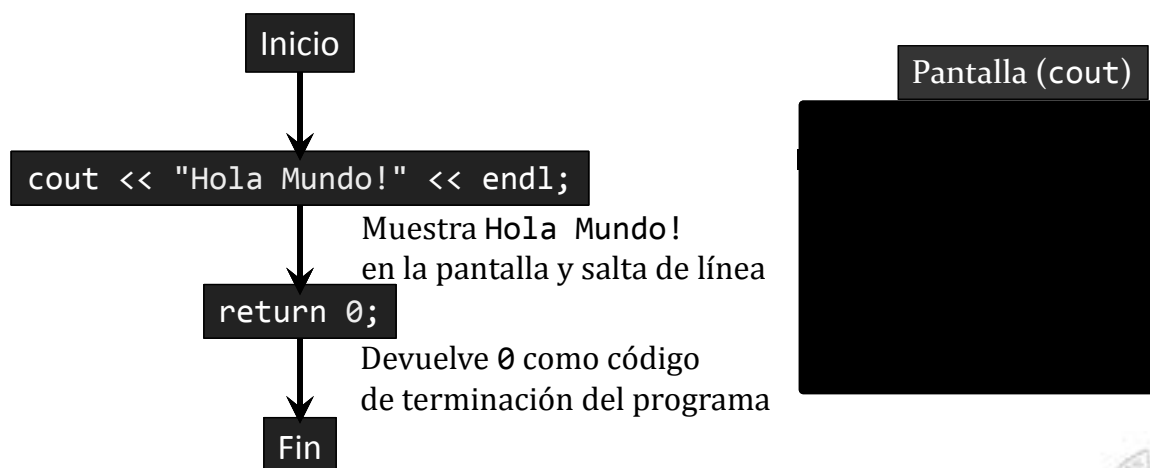 Inicio
Pantalla (cout)
cout << "Hola Mundo!" << endl;
Muestra Hola Mundo!
en la pantalla y salta de línea
return 0;
Devuelve 0 como código
de terminación del programa
Fin